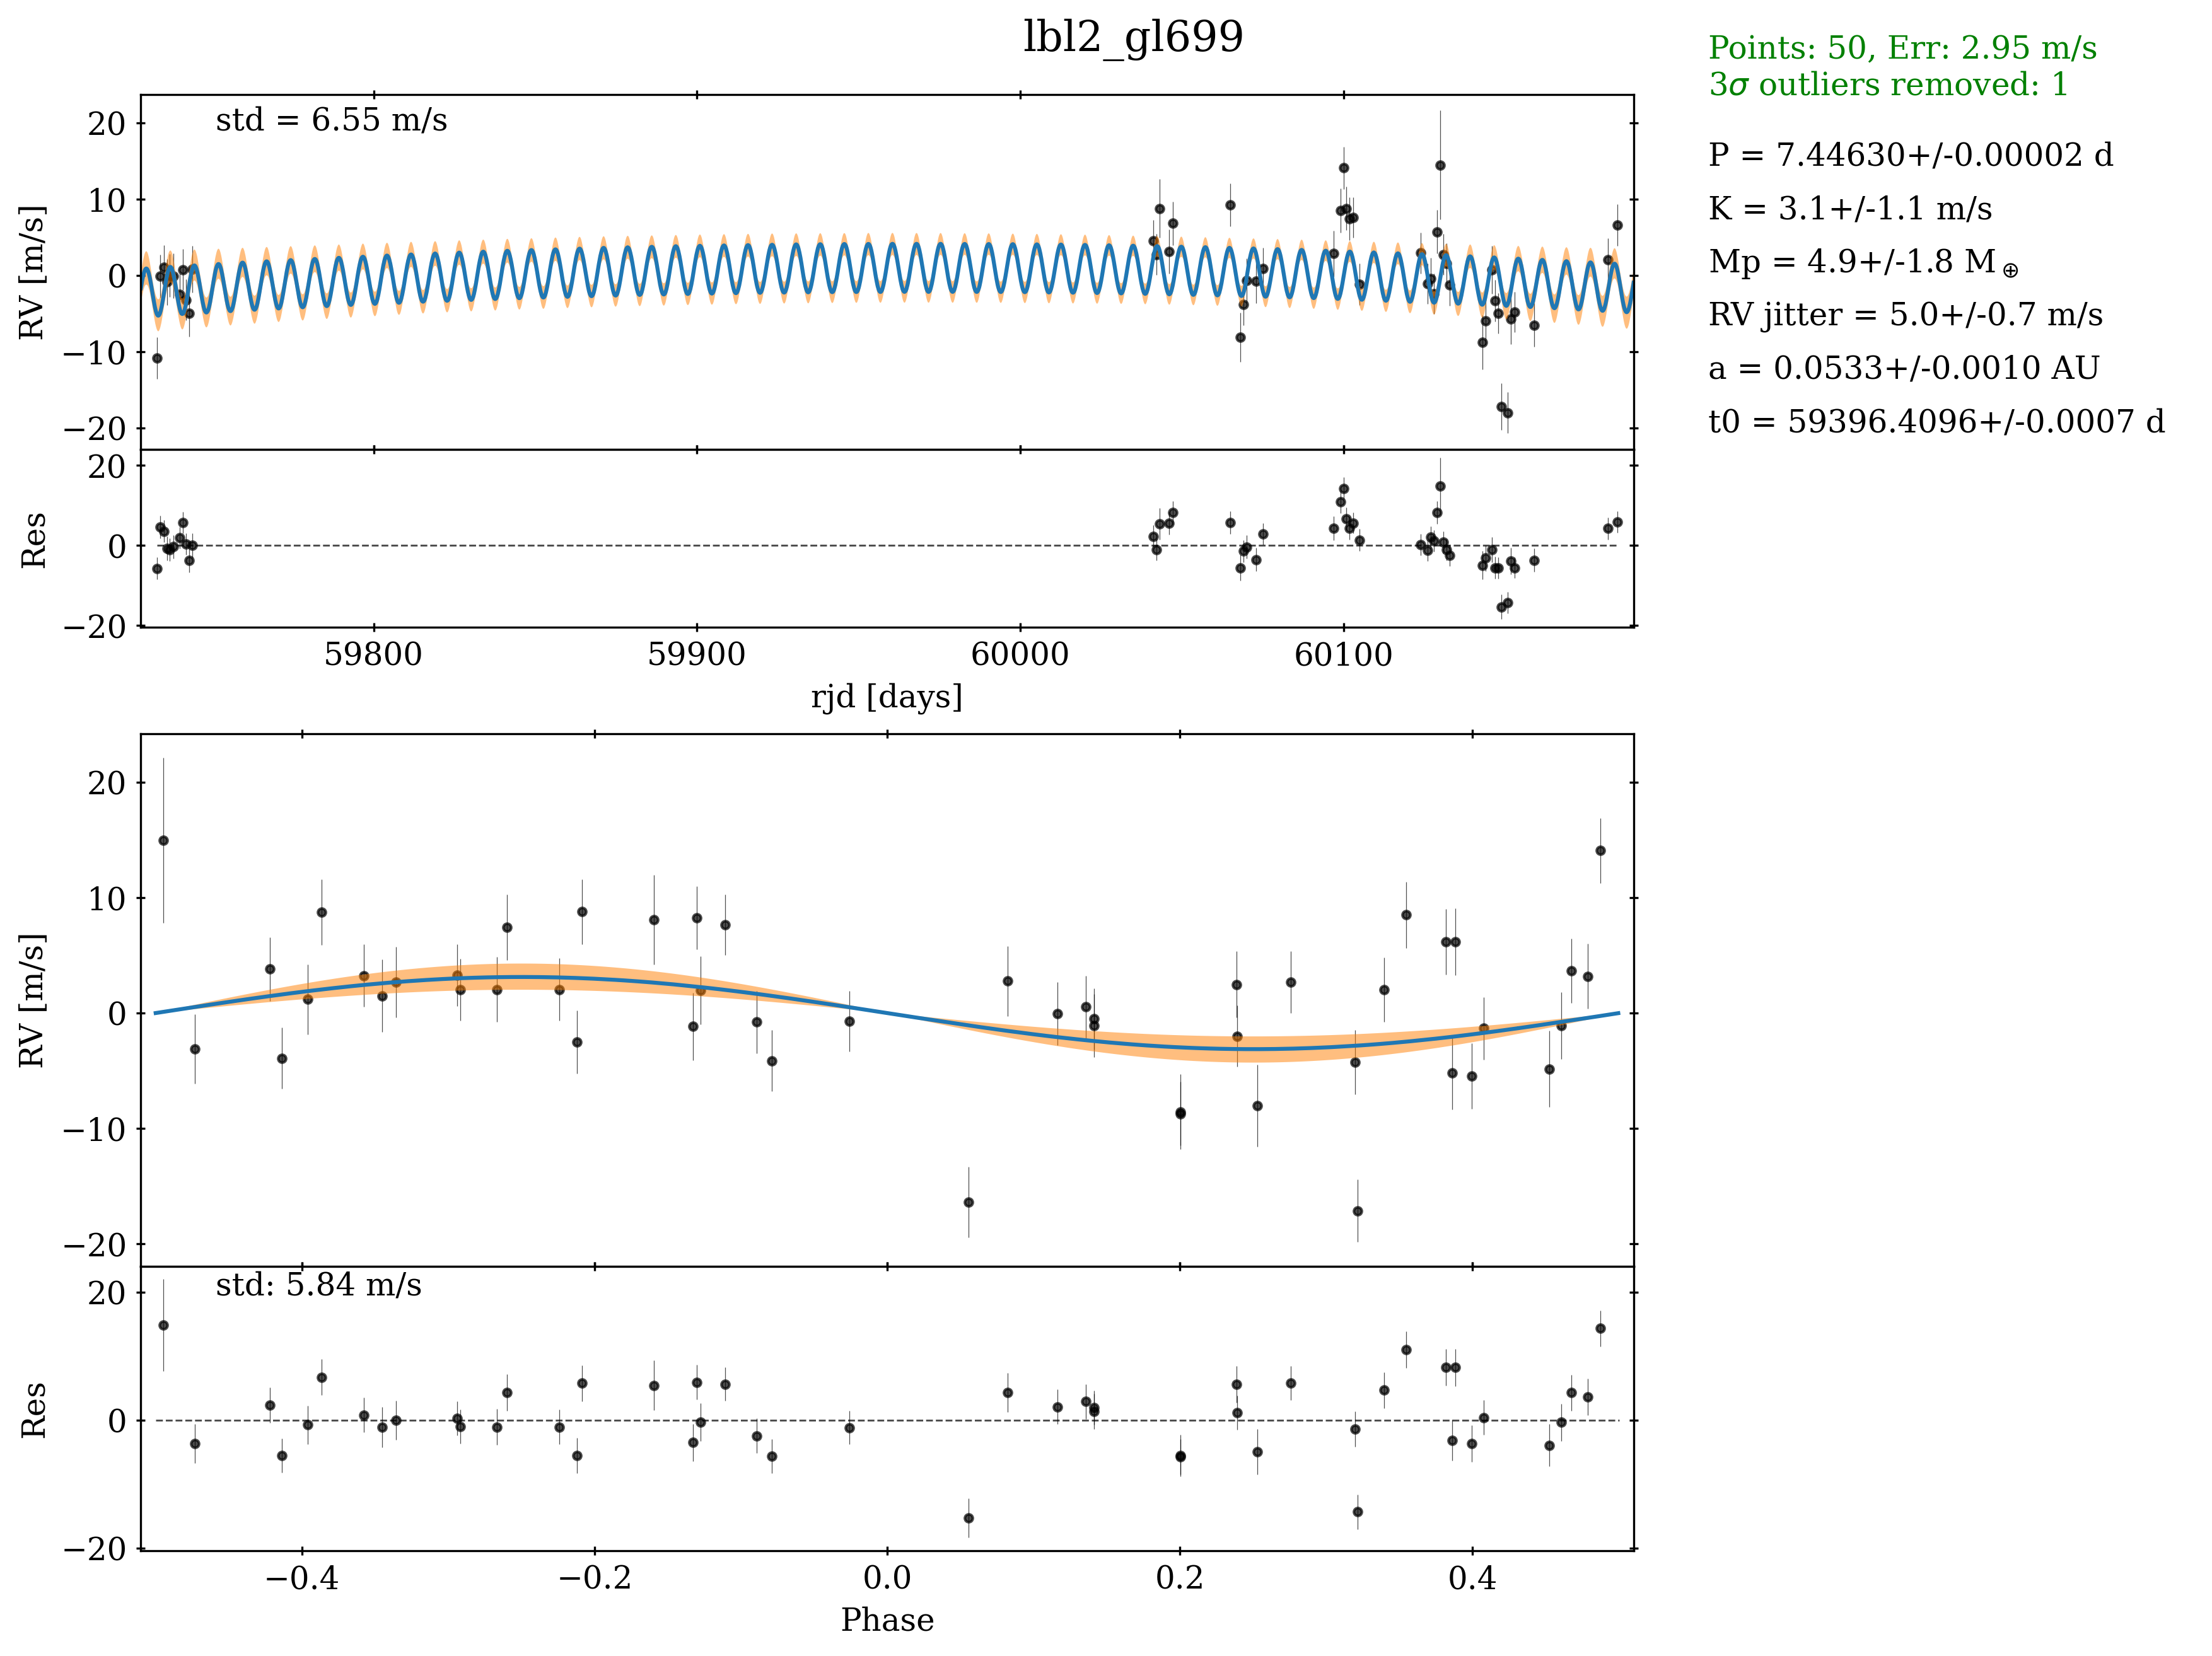 lbl2_gl699
Points: 50, Err: 2.95 m/s
3σ outliers removed: 1
P = 7.44630+/-0.00002 d
K = 3.1+/-1.1 m/s
Mp = 4.9+/-1.8 M⊕
RV jitter = 5.0+/-0.7 m/s
a = 0.0533+/-0.0010 AU
t0 = 59396.4096+/-0.0007 d
std = 6.55 m/s
RV [m/s]
20
10
0
−10
−20
Res
20
0
−20
59800 59900 60000 60100
rjd [days]
RV [m/s]
20
10
0
−10
−20
std: 5.84 m/s
Res
20
0
−20
−0.4 −0.2 0.0 0.2 0.4
Phase